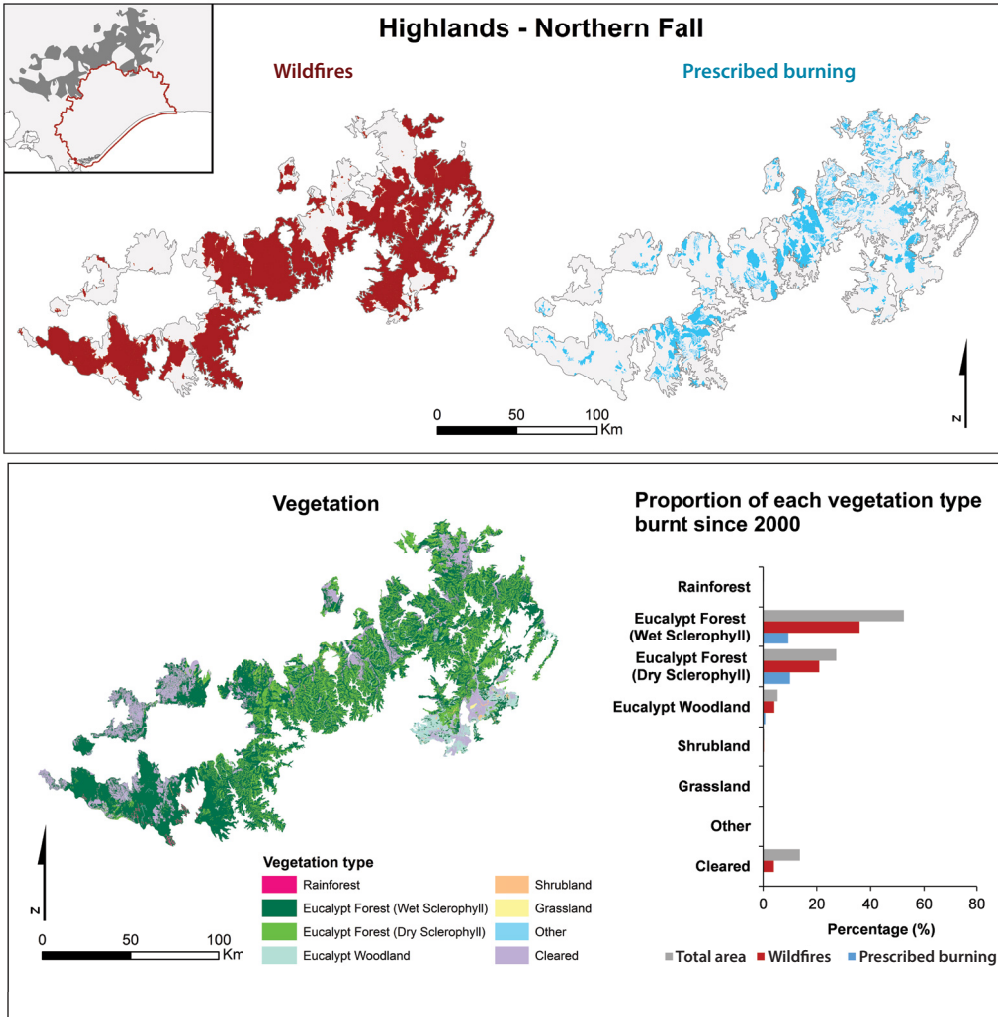 Highlands - Northern Fall
Wildfires
Prescribed burning
0 50 100
Km
N
Vegetation
N
0 50 100
Km
Vegetation type
Rainforest
Eucalypt Forest (Wet Sclerophyll)
Eucalypt Forest (Dry Sclerophyll)
Eucalypt Woodland
Shrubland
Grassland
Other
Cleared
Proportion of each vegetation type
burnt since 2000
Rainforest
Eucalypt Forest
(Wet Sclerophyll)
Eucalypt Forest
(Dry Sclerophyll)
Eucalypt Woodland
Shrubland
Grassland
Other
Cleared
0 20 40 60 80
Percentage (%)
Total area Wildfires Prescribed burning